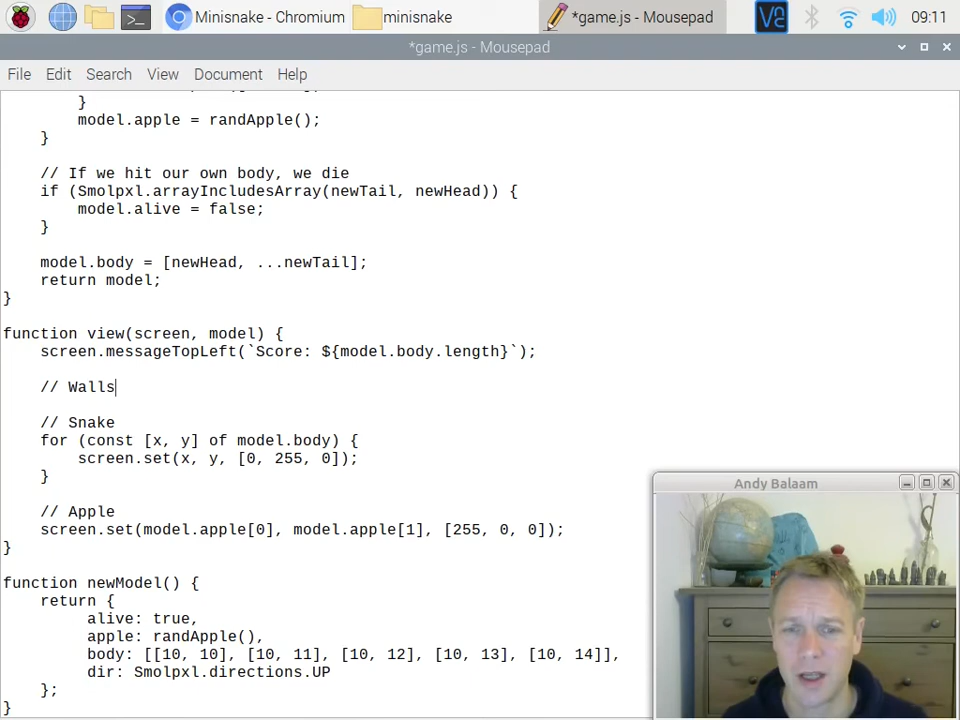 Minisnake - Chromium
minisnake
*game.js - Mousepad
09:11
*game.js - Mousepad
File Edit Search View Document Help
}
model.apple = randApple();
}
// If we hit our own body, we die
if (Smolpxl.arrayIncludesArray(newTail, newHead)) {
model.alive = false;
}
model.body = [newHead, ...newTail];
return model;
}
function view(screen, model) {
screen.messageTopLeft(`Score: ${model.body.length}`);
// Walls
// Snake
for (const [x, y] of model.body) {
screen.set(x, y, [0, 255, 0]);
}
// Apple
screen.set(model.apple[0], model.apple[1], [255, 0, 0]);
}
function newModel() {
return {
alive: true,
apple: randApple(),
body: [[10, 10], [10, 11], [10, 12], [10, 13], [10, 14]],
dir: Smolpxl.directions.UP
};
}
Andy Balaam